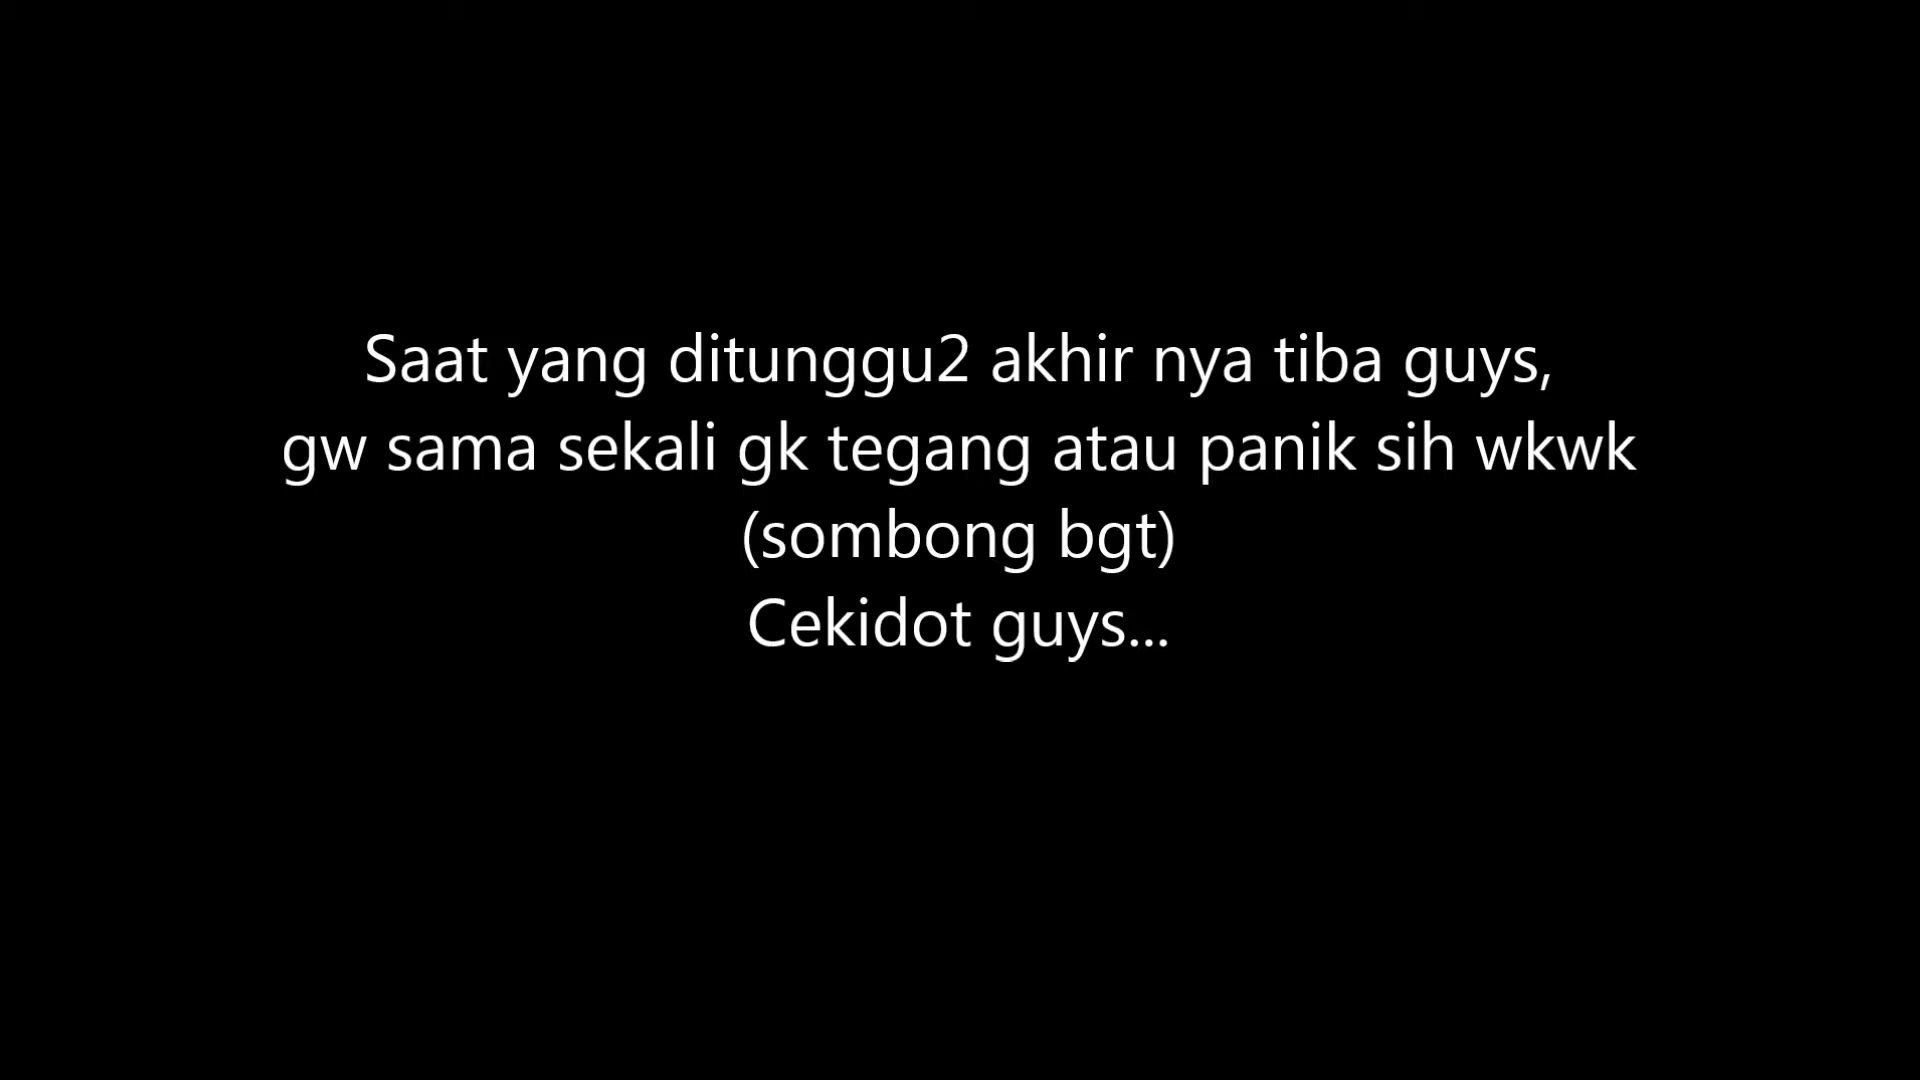 Saat yang ditunggu2 akhir nya tiba guys,
gw sama sekali gk tegang atau panik sih wkwk
(sombong bgt)
Cekidot guys...